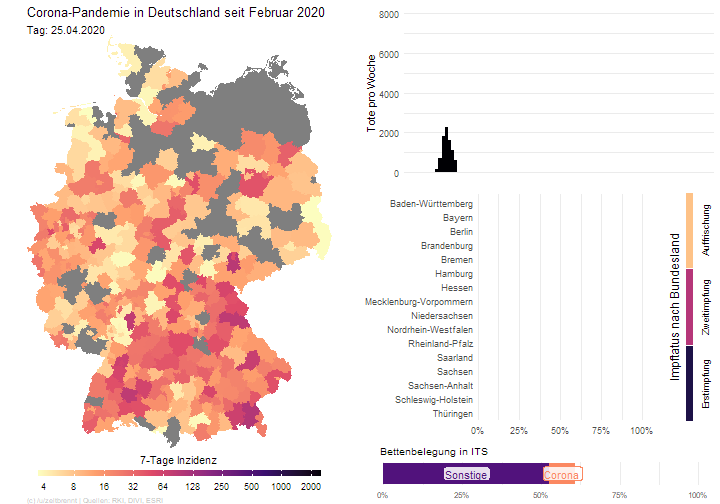 Corona-Pandemie in Deutschland seit Februar 2020
Tag: 25.04.2020
7-Tage Inzidenz
4 8 16 32 64 128 512 2000
Tote pro Woche
8000
6000
4000
2000
0
Baden-Württemberg
Bayern
Berlin
Brandenburg
Bremen
Hamburg
Hessen
Mecklenburg-Vorpommern
Niedersachsen
Nordrhein-Westfalen
Rheinland-Pfalz
Saarland
Sachsen
Sachsen-Anhalt
Schleswig-Holstein
Thüringen
0% 25% 50% 75% 100%
Impfstatus nach Bundesland
Auffrischung
Zweitimpfung
Erstimpfung
Bettenbelegung in ITS
Sonstige
Corona
0% 25% 50% 75% 100%
| Quellen: RKI, DIVI, ESRI